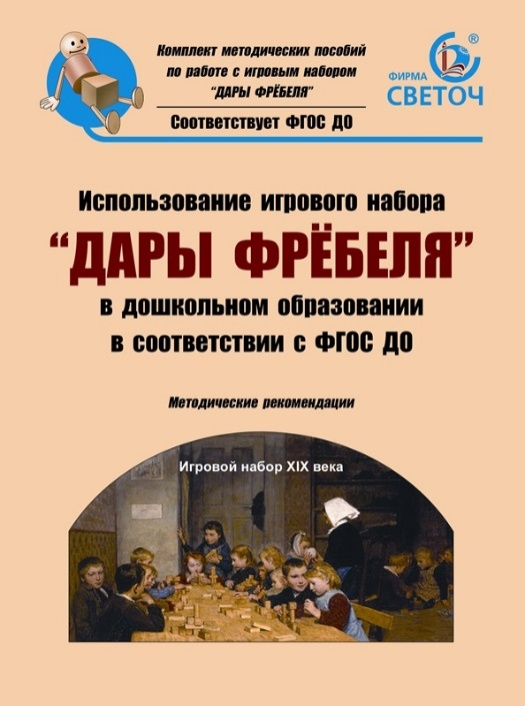 Комплект методических пособий
по работе с игровым набором
"ДАРЫ ФРЁБЕЛЯ"
Соответствует ФГОС ДО
®
ФИРМА
СВЕТОЧ
Использование игрового набора
"ДАРЫ ФРЁБЕЛЯ"
в дошкольном образовании
в соответствии с ФГОС ДО
Методические рекомендации
Игровой набор XIX века